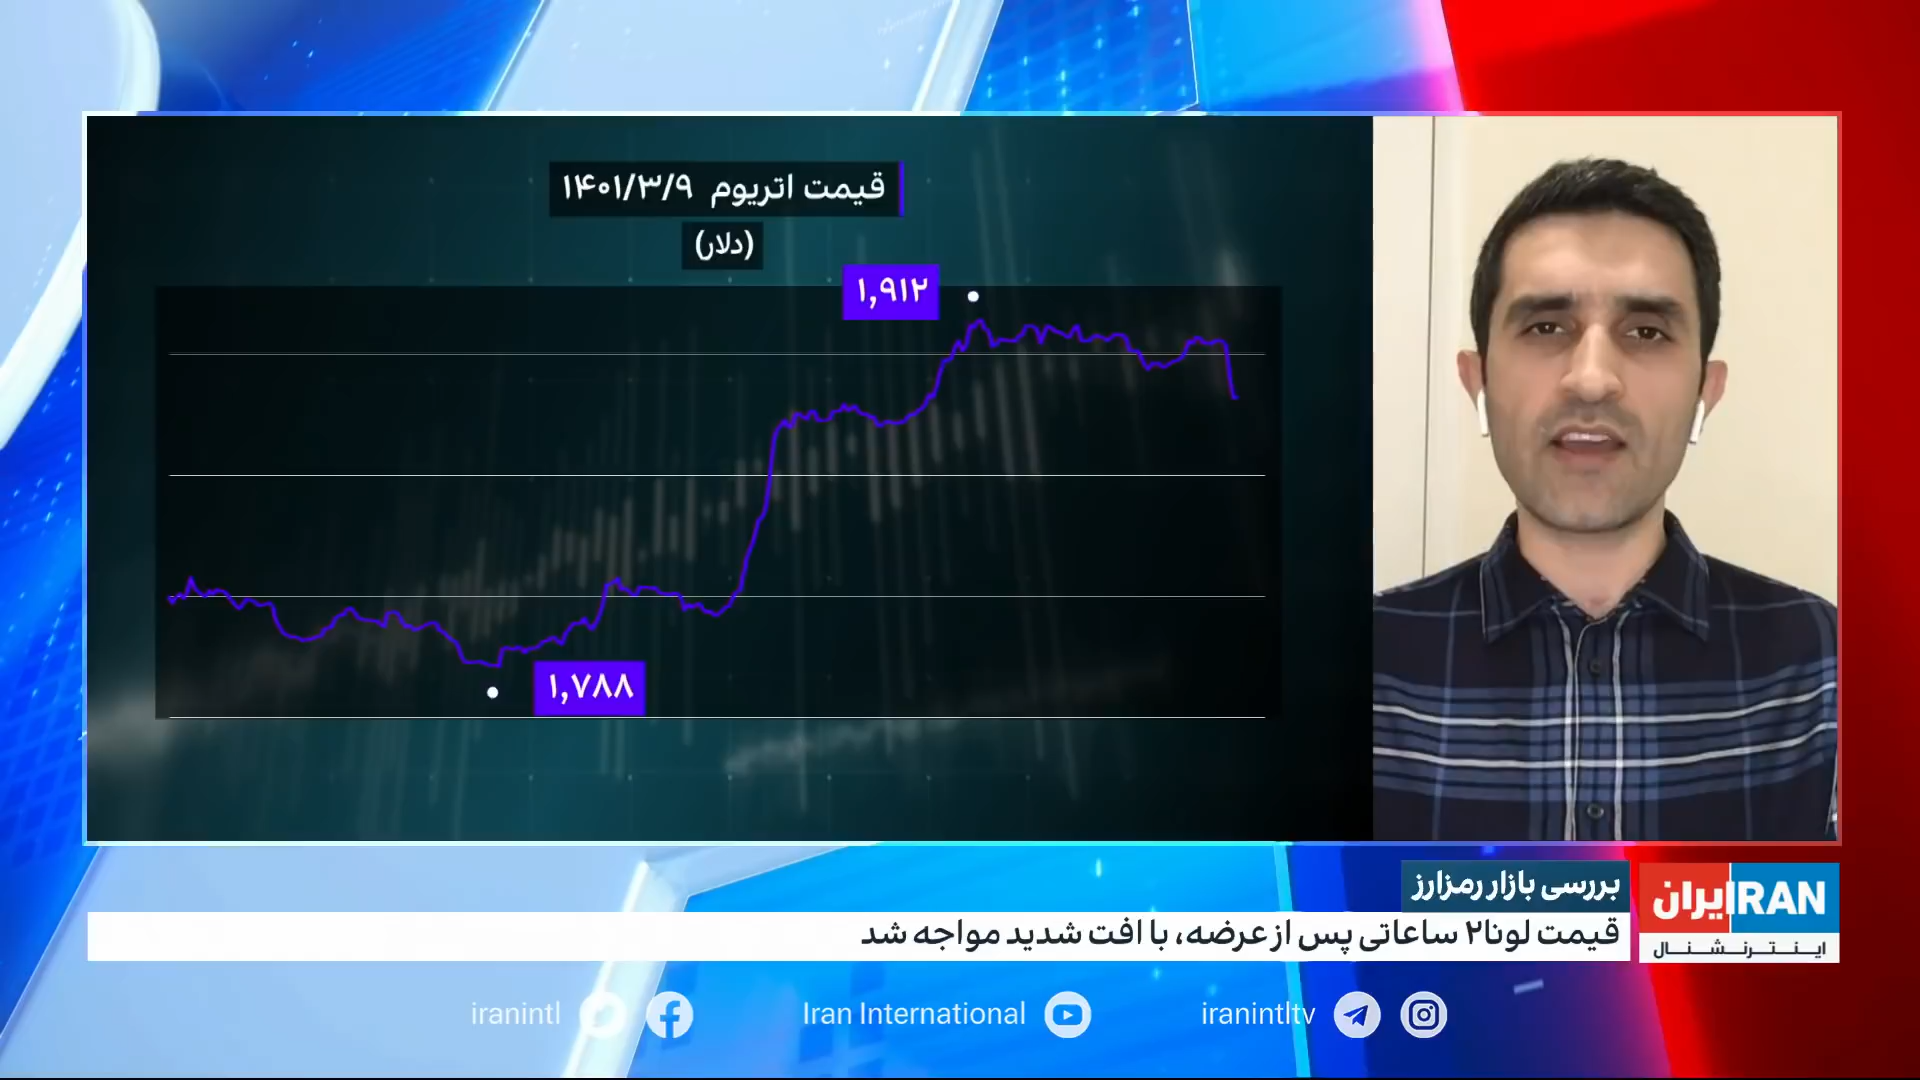 قیمت اتریوم ۱۴۰۱/۳/۹
(دلار)
۱,۹۱۲
۱,۷۸۸
بررسی بازار رمزارز
قیمت لونا۲ ساعاتی پس از عرضه، با افت شدید مواجه شد
ایران IRAN
اینترنشنال
iranintl
Iran International
iranintltv